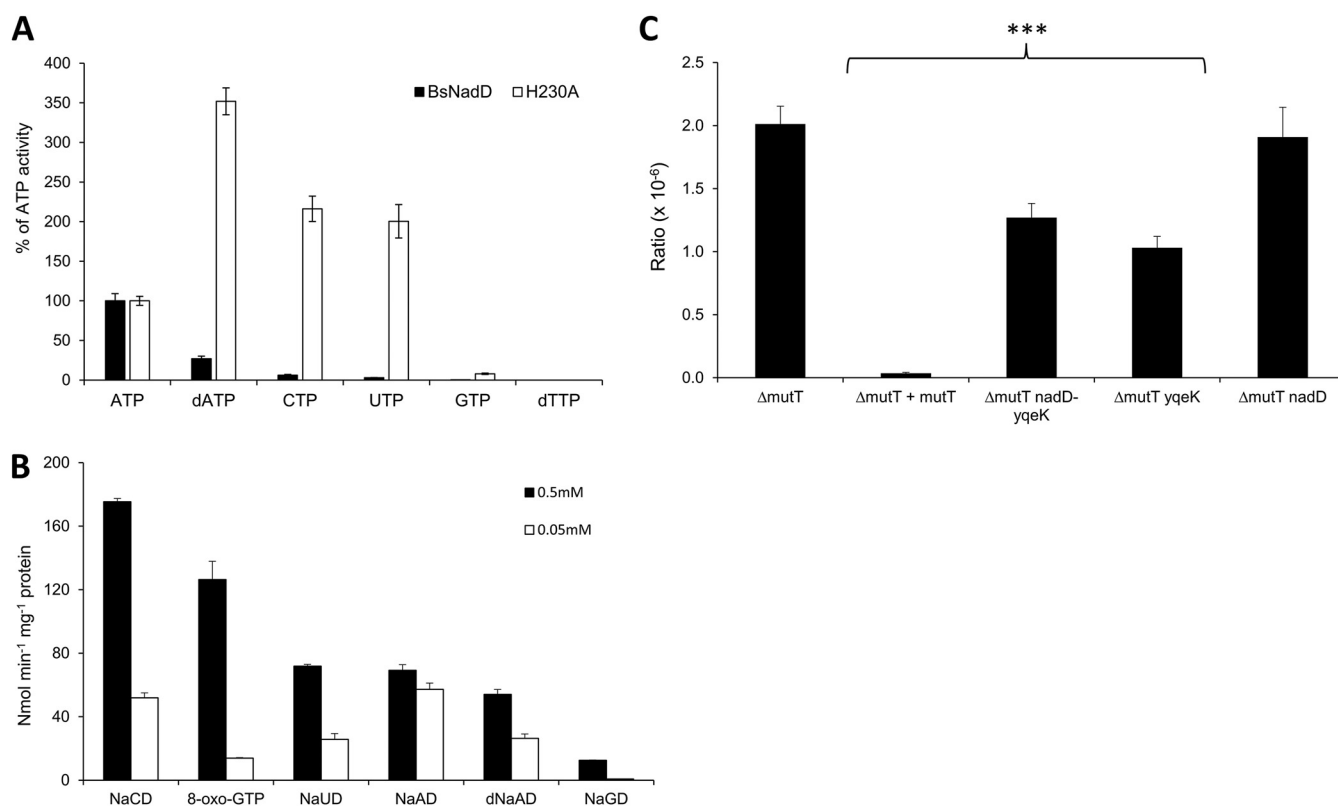 A
% of ATP activity
400
350
300
250
200
150
100
50
0
BsNadD H230A
ATP dATP CTP UTP GTP dTTP
B
Nmol min⁻¹ mg⁻¹ protein
200
160
120
80
40
0
0.5mM
0.05mM
NaCD 8-oxo-GTP NaUD NaAD dNaAD NaGD
C
***
Ratio (x 10⁻⁶)
2.5
2.0
1.5
1.0
0.5
0.0
ΔmutT ΔmutT + mutT ΔmutT nadD- ΔmutT yqeK ΔmutT nadD
yqeK